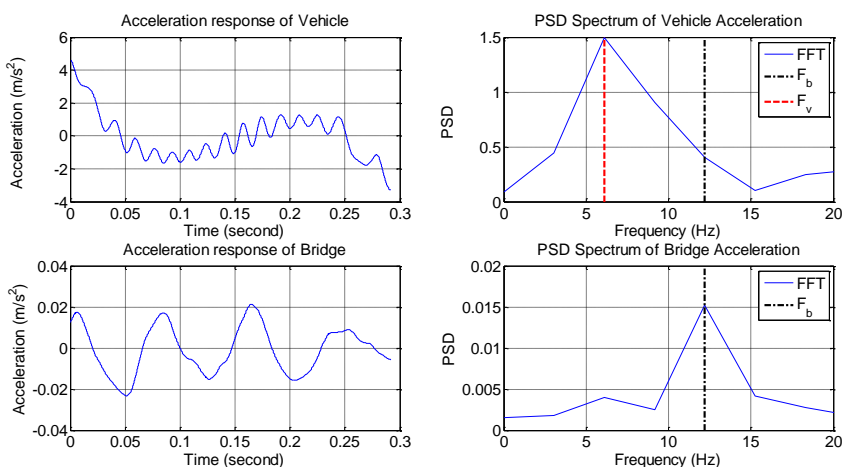 Acceleration response of Vehicle
Acceleration (m/s²)
6
4
2
0
-2
-4
0 0.05 0.1 0.15 0.2 0.25 0.3
Time (second)
PSD Spectrum of Vehicle Acceleration
PSD
1.5
1
0.5
0
0 5 10 15 20
Frequency (Hz)
FFT
F_b
F_v
Acceleration response of Bridge
Acceleration (m/s²)
0.04
0.02
0
-0.02
-0.04
0 0.05 0.1 0.15 0.2 0.25 0.3
Time (second)
PSD Spectrum of Bridge Acceleration
PSD
0.02
0.015
0.01
0.005
0
0 5 10 15 20
Frequency (Hz)
FFT
F_b